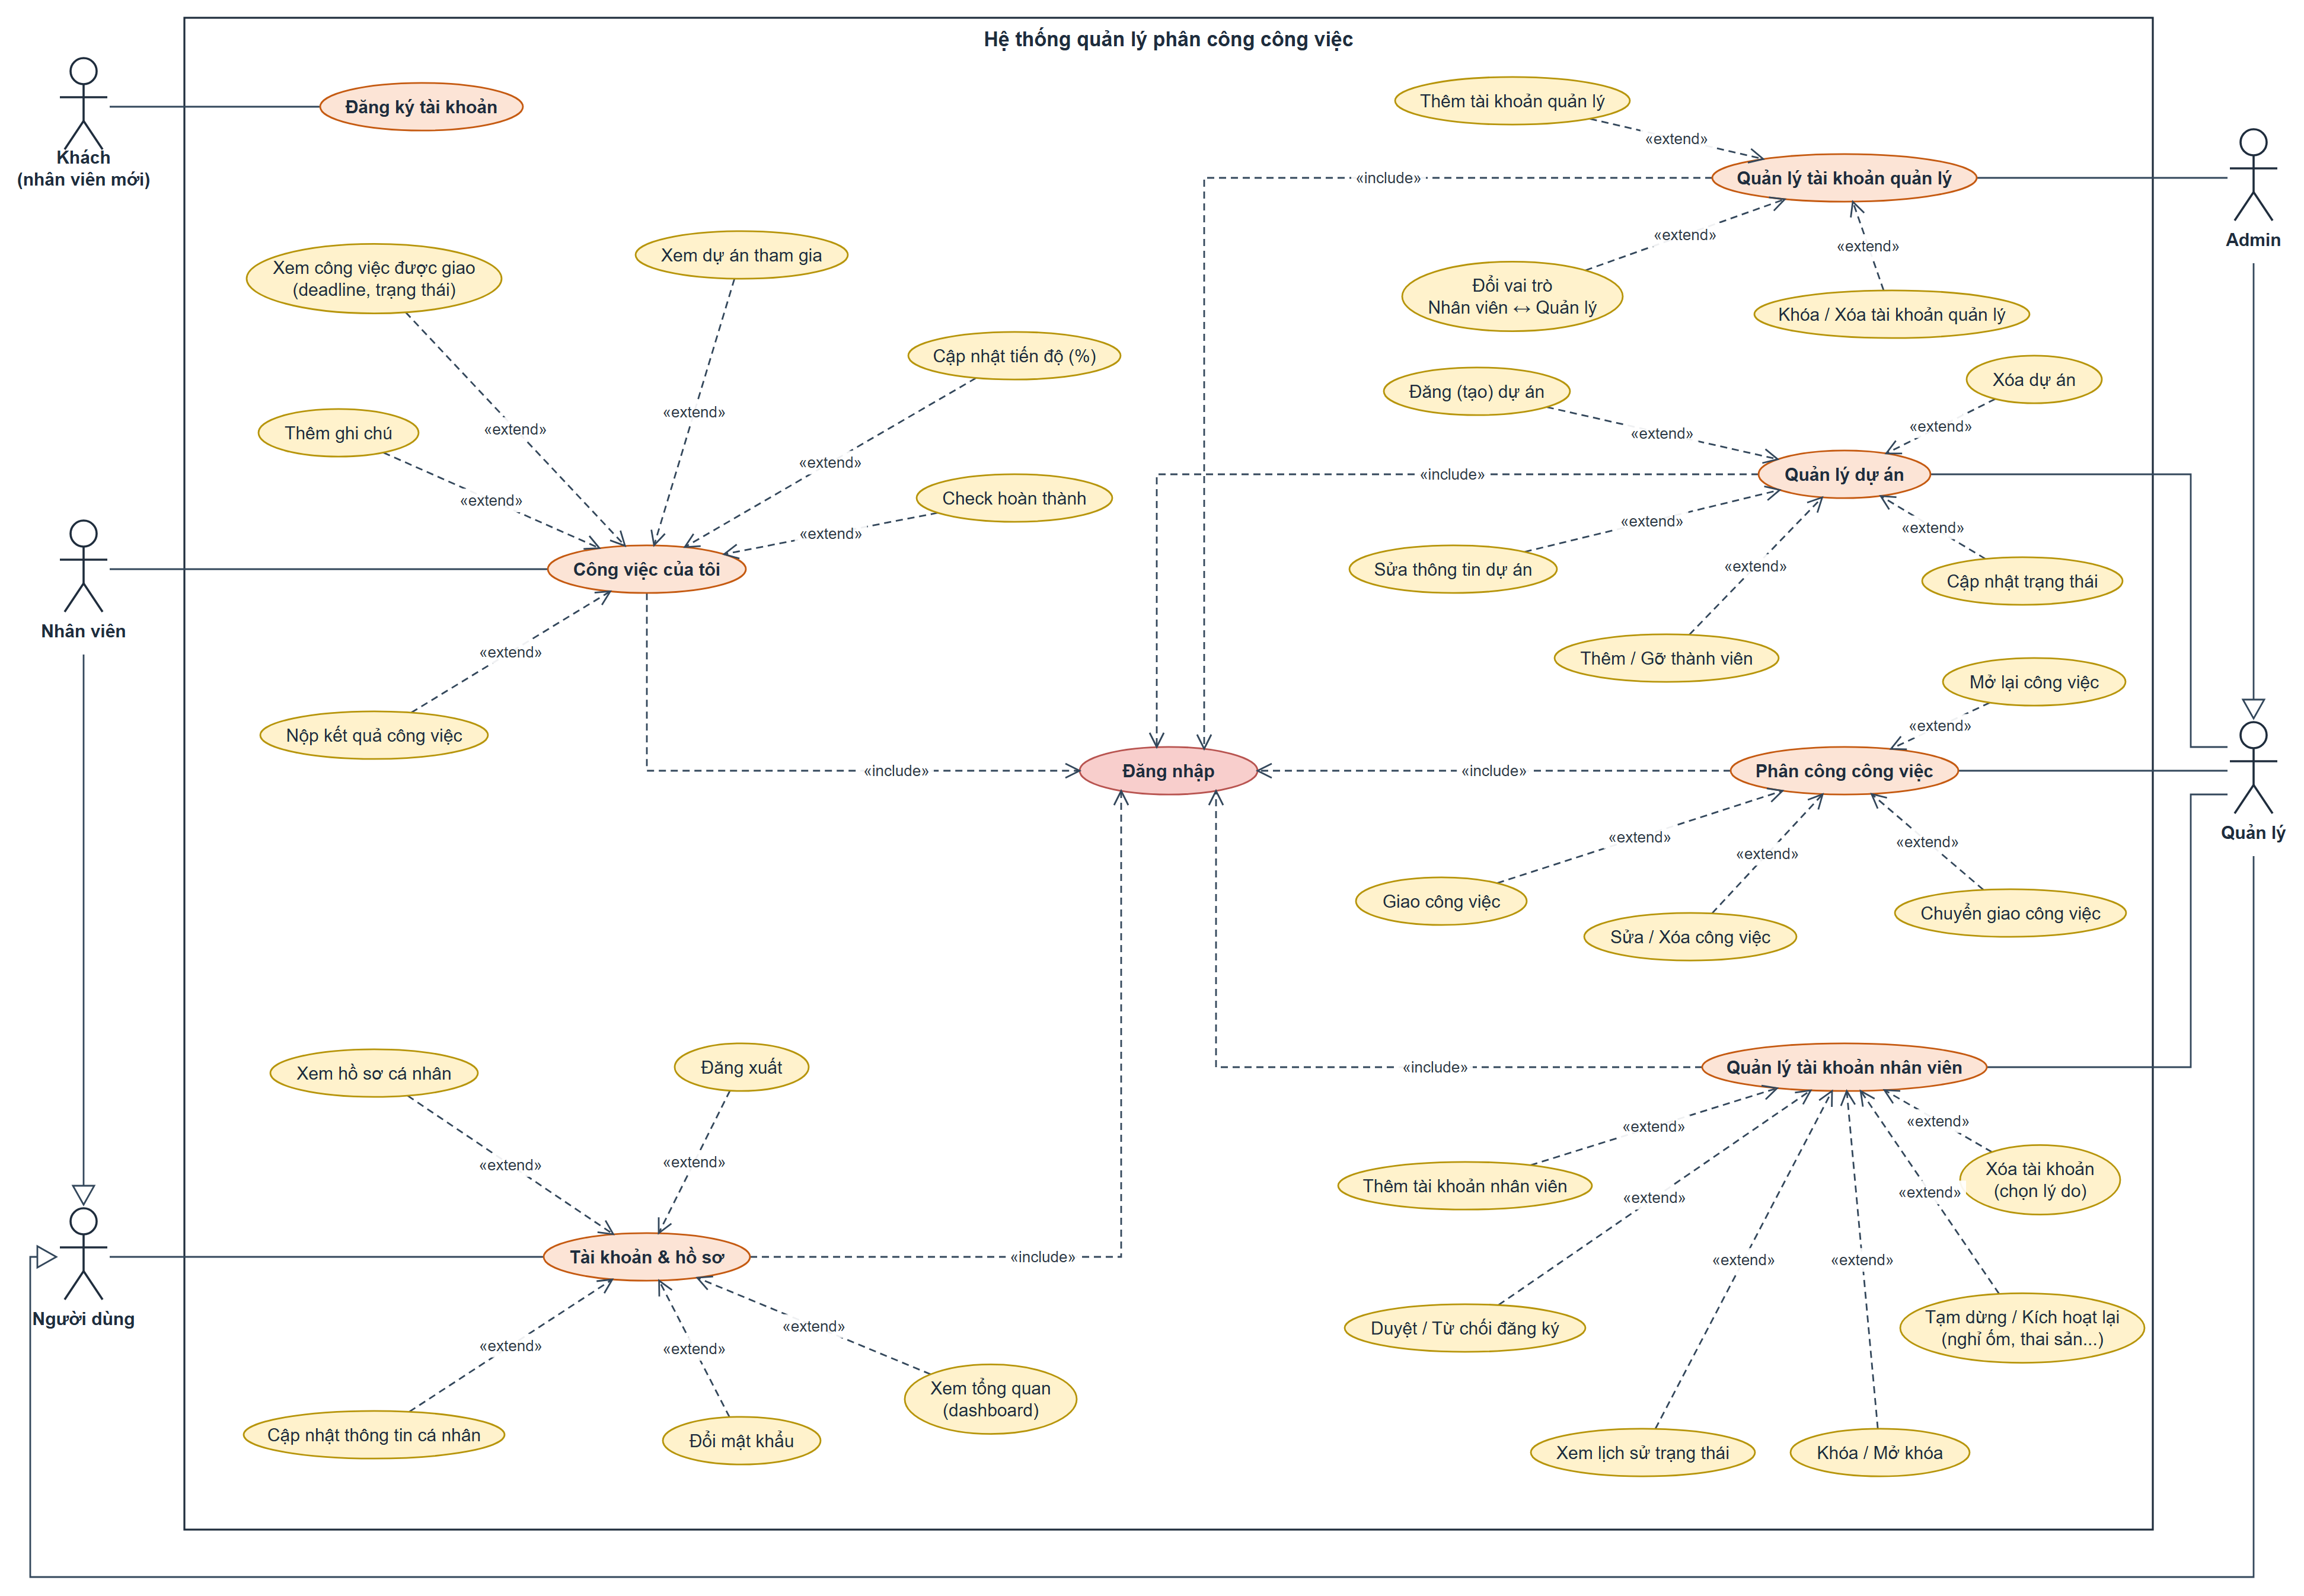 Hệ thống quản lý phân công công việc
Khách
(nhân viên mới)
Đăng ký tài khoản
Xem công việc được giao
(deadline, trạng thái)
Xem dự án tham gia
Cập nhật tiến độ (%)
Thêm ghi chú
Check hoàn thành
«extend»
«extend»
«extend»
«extend»
«extend»
Nhân viên
Công việc của tôi
«extend»
Nộp kết quả công việc
«include»
Đăng nhập
Thêm tài khoản quản lý
«extend»
«include»
Quản lý tài khoản quản lý
Admin
«extend»
«extend»
Đổi vai trò
Nhân viên ↔ Quản lý
Khóa / Xóa tài khoản quản lý
Đăng (tạo) dự án
Xóa dự án
«extend»
«extend»
«include»
Quản lý dự án
«extend»
«extend»
«extend»
Sửa thông tin dự án
Cập nhật trạng thái
Thêm / Gỡ thành viên
Mở lại công việc
«extend»
«include»
Phân công công việc
Quản lý
«extend»
«extend»
«extend»
Giao công việc
Sửa / Xóa công việc
Chuyển giao công việc
«include»
Quản lý tài khoản nhân viên
«extend»
«extend»
«extend»
«extend»
«extend»
«extend»
Thêm tài khoản nhân viên
Xóa tài khoản
(chọn lý do)
Duyệt / Từ chối đăng ký
Tạm dừng / Kích hoạt lại
(nghỉ ốm, thai sản...)
Xem lịch sử trạng thái
Khóa / Mở khóa
Xem hồ sơ cá nhân
Đăng xuất
«extend»
«extend»
Người dùng
Tài khoản & hồ sơ
«include»
«extend»
«extend»
«extend»
Cập nhật thông tin cá nhân
Đổi mật khẩu
Xem tổng quan
(dashboard)